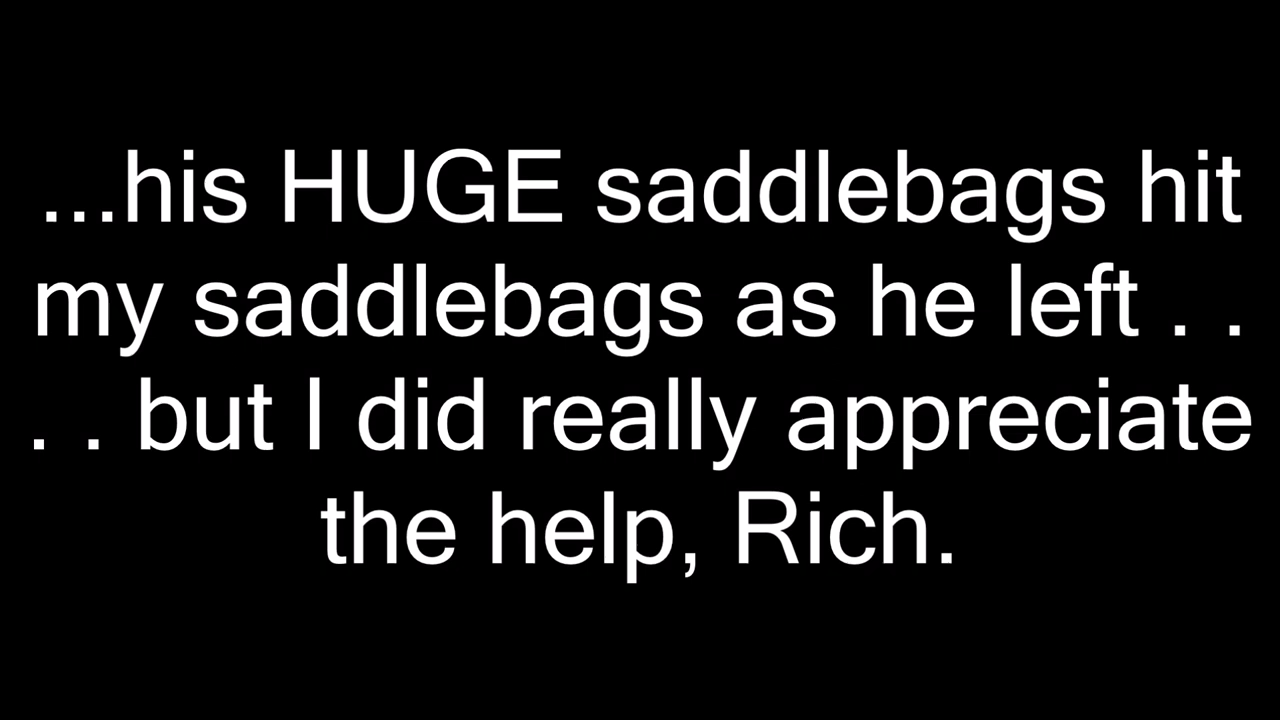 ...his HUGE saddlebags hit
my saddlebags as he left . .
. . but I did really appreciate
the help, Rich.